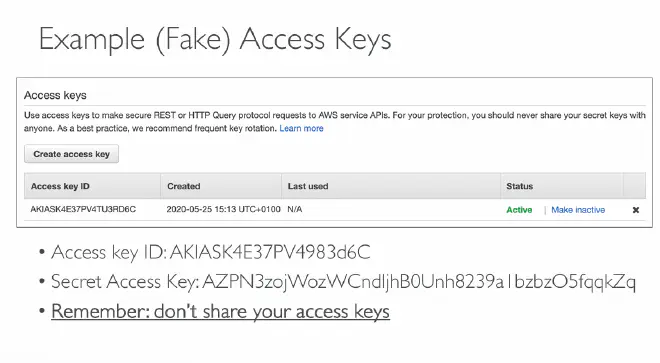 Example (Fake) Access Keys
Access keys
Use access keys to make secure REST or HTTP Query protocol requests to AWS service APIs. For your protection, you should never share your secret keys with
anyone. As a best practice, we recommend frequent key rotation. Learn more
Create access key
Access key ID Created Last used Status
AKIASK4E37PV4TU3RD6C 2020-05-25 15:13 UTC+0100 N/A Active | Make inactive ×
• Access key ID: AKIASK4E37PV4983d6C
• Secret Access Key: AZPN3zojWozWCndIjhB0Unh8239a1bzbzO5fqqkZq
• Remember: don't share your access keys